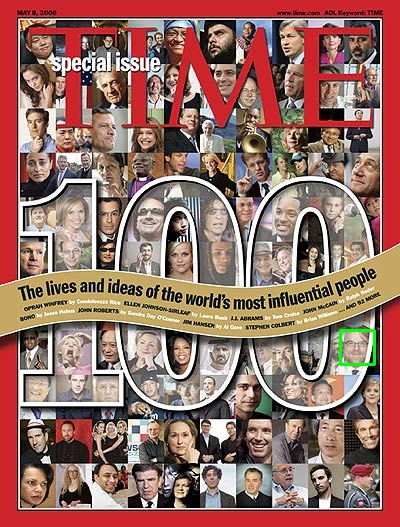 MAY 8, 2006
www.time.com AOL Keyword: TIME
TIME
special issue
100
The lives and ideas of the world's most influential people
OPRAH WINFREY by Condoleezza Rice ELLEN JOHNSON-SIRLEAF by Laura Bush J.J. ABRAMS by Tom Cruise JOHN McCAIN by Ralph Nader
BONO by Jesse Helms JOHN ROBERTS by Sandra Day O'Connor JIM HANSEN by Al Gore STEPHEN COLBERT by Brian Williams ... AND 92 MORE